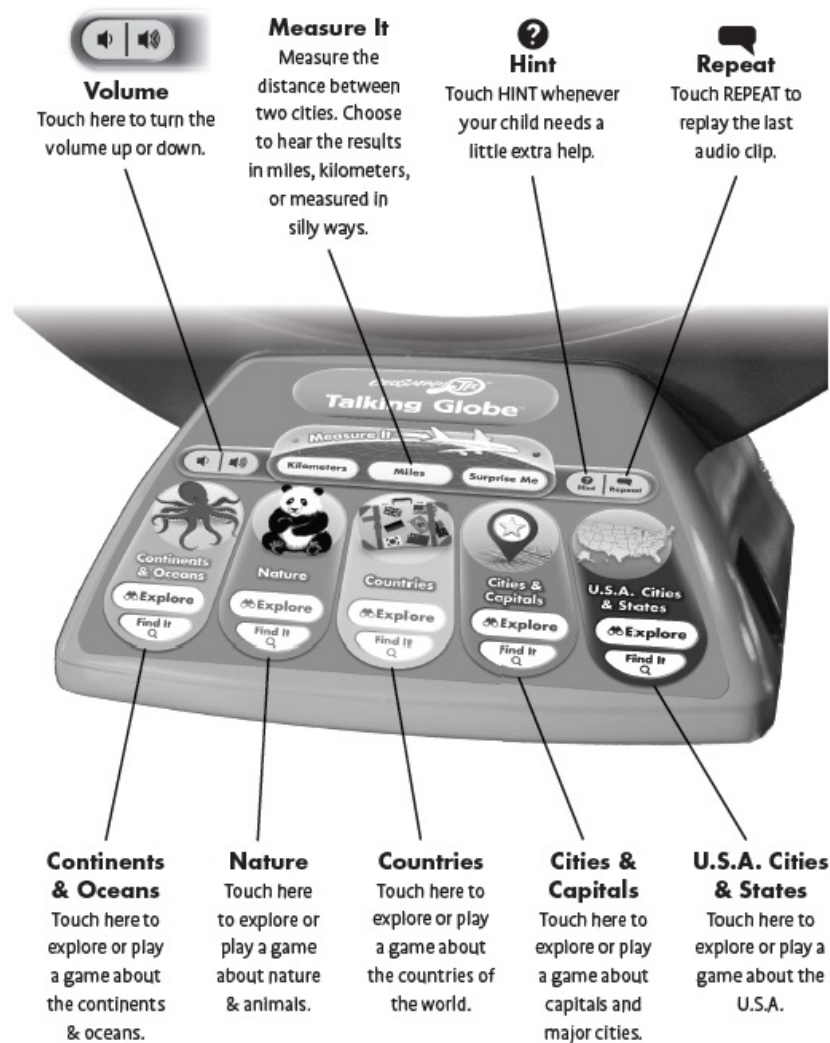 Volume
Touch here to turn the
volume up or down.
Measure It
Measure the
distance between
two cities. Choose
to hear the results
in miles, kilometers,
or measured in
silly ways.
?
Hint
Touch HINT whenever
your child needs a
little extra help.
Repeat
Touch REPEAT to
replay the last
audio clip.
GeoSafari Jr.
Talking Globe™
Measure It
Kilometers
Miles
Surprise Me
?
Hint
Repeat
Continents
& Oceans
Explore
Find It
Nature
Explore
Find It
Countries
Explore
Find It
Cities &
Capitals
Explore
Find It
U.S.A. Cities
& States
Explore
Find It
Continents
& Oceans
Touch here to
explore or play
a game about
the continents
& oceans.
Nature
Touch here
to explore or
play a game
about nature
& animals.
Countries
Touch here to
explore or play
a game about
the countries of
the world.
Cities &
Capitals
Touch here to
explore or play
a game about
capitals and
major cities.
U.S.A. Cities
& States
Touch here to
explore or play a
game about the
U.S.A.